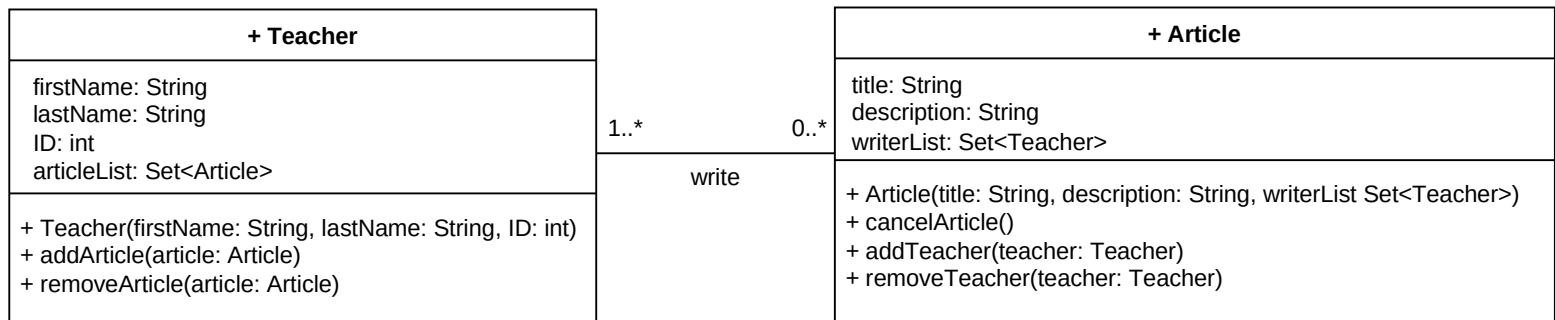 + Teacher
firstName: String
lastName: String
ID: int
articleList: Set<Article>
+ Teacher(firstName: String, lastName: String, ID: int)
+ addArticle(article: Article)
+ removeArticle(article: Article)
1..*
0..*
write
+ Article
title: String
description: String
writerList: Set<Teacher>
+ Article(title: String, description: String, writerList Set<Teacher>)
+ cancelArticle()
+ addTeacher(teacher: Teacher)
+ removeTeacher(teacher: Teacher)